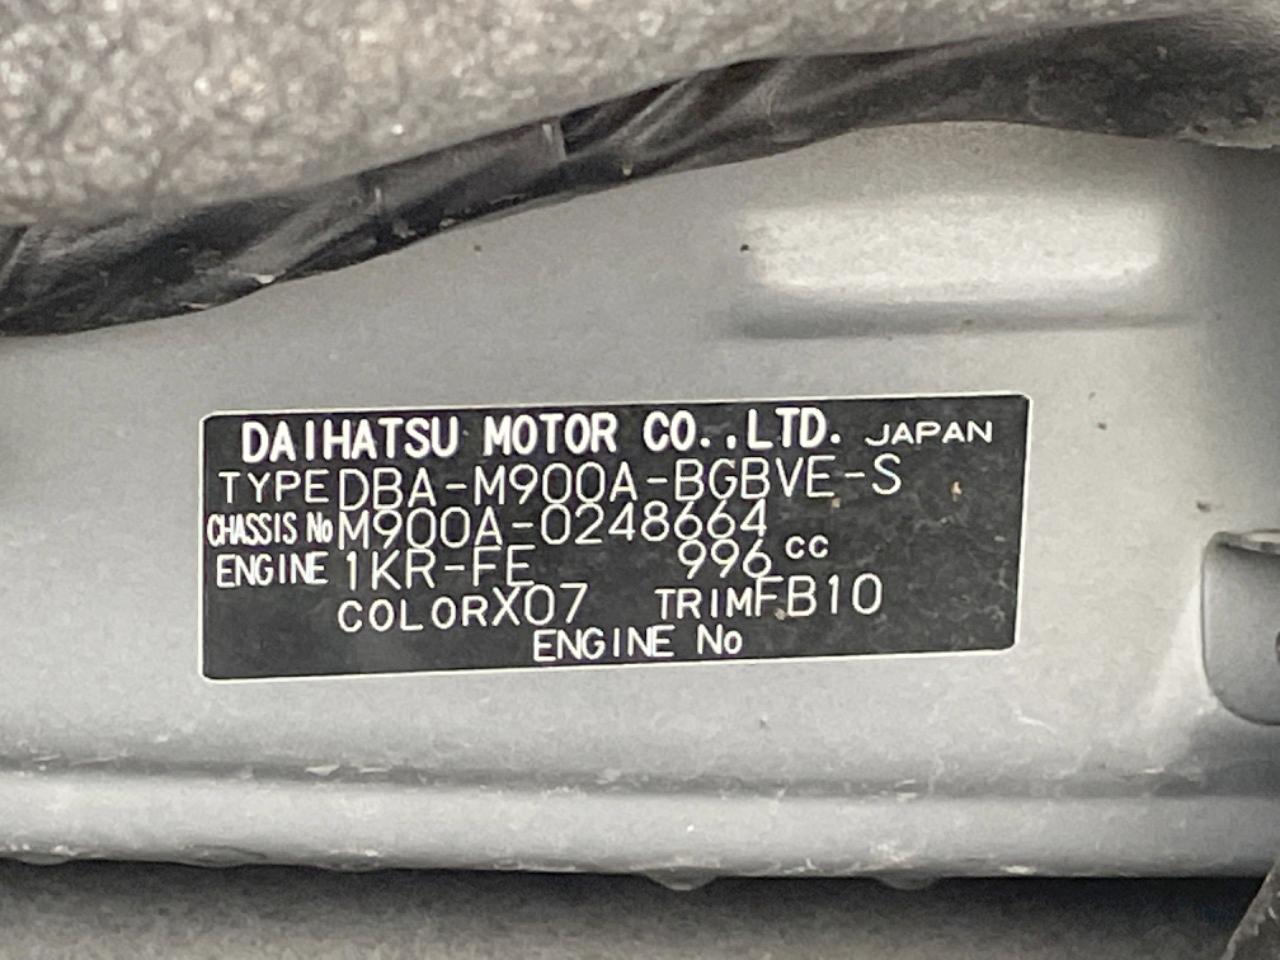 DAIHATSU MOTOR CO.,LTD. JAPAN
TYPE DBA-M900A-BGBVE-S
CHASSIS No M900A-0248664
ENGINE 1KR-FE 996 cc
COLOR X07 TRIM FB10
ENGINE No